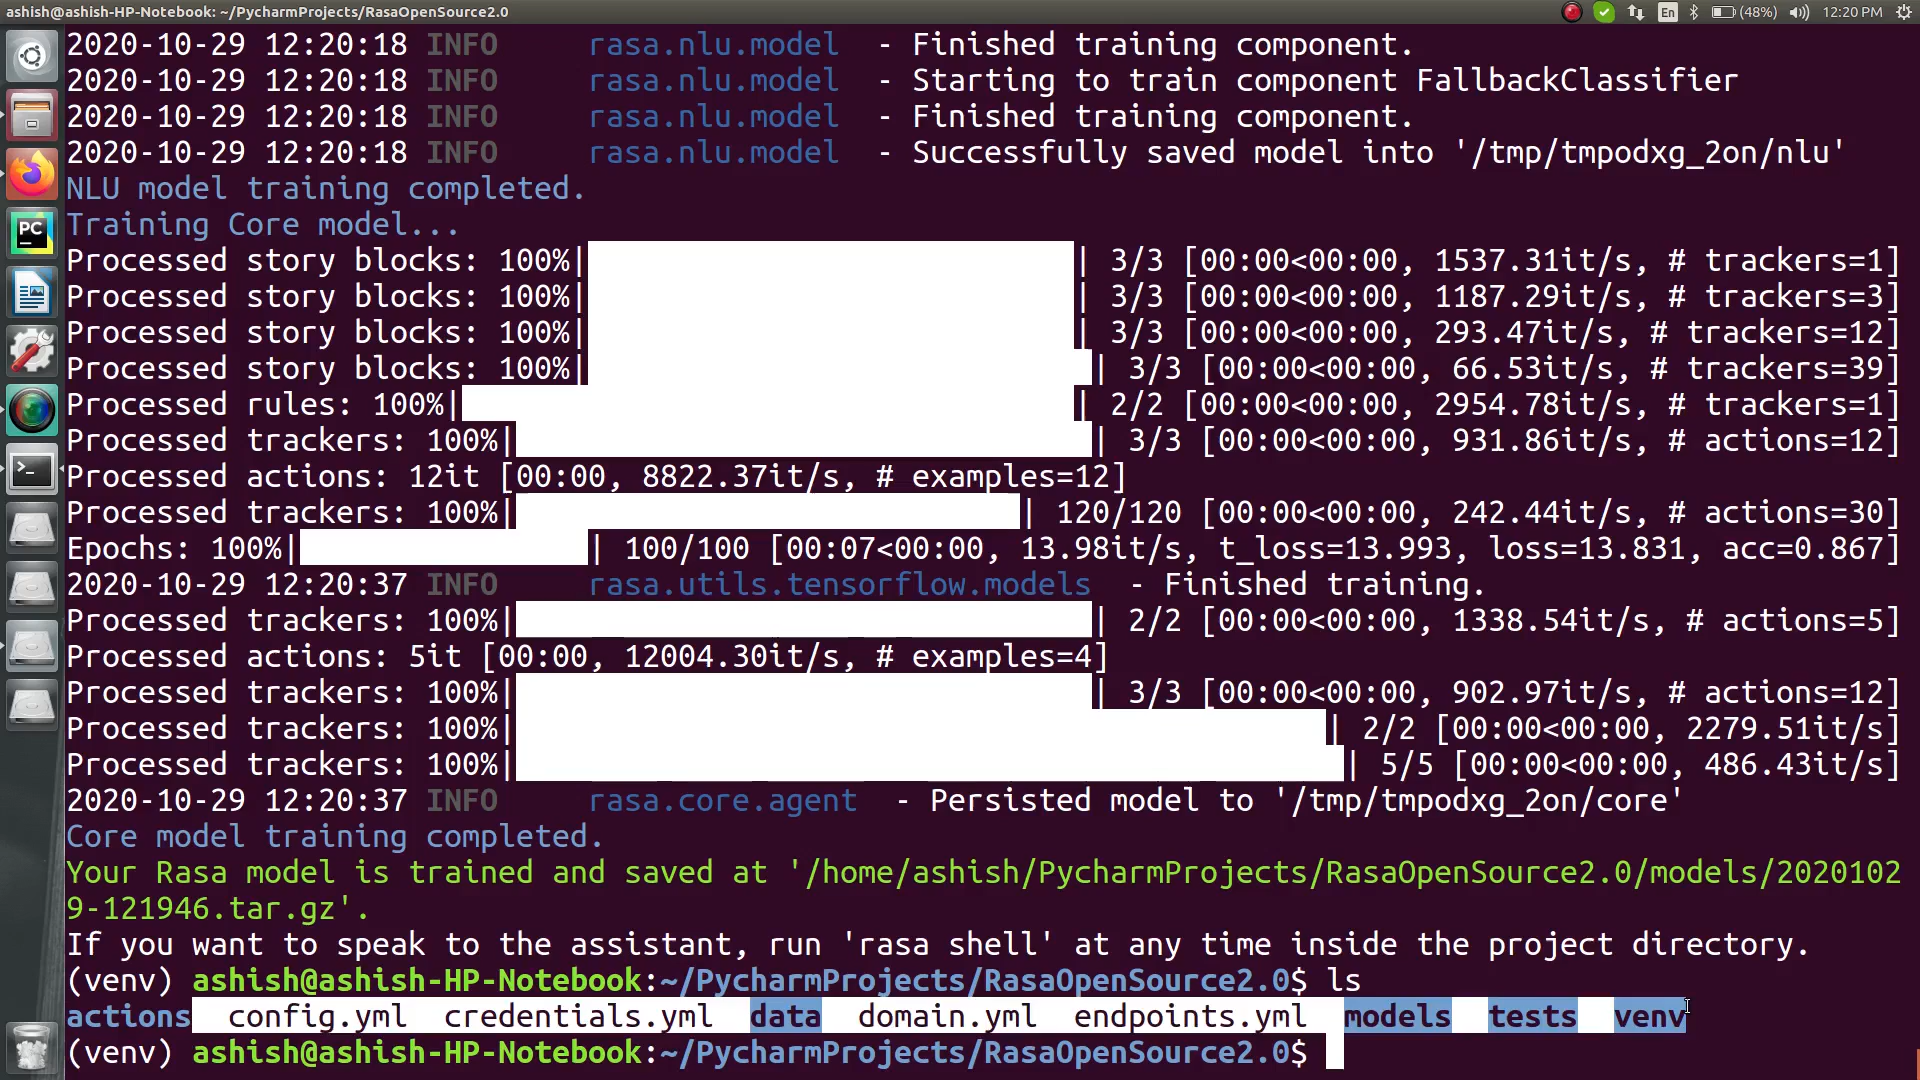 ashish@ashish-HP-Notebook: ~/PycharmProjects/RasaOpenSource2.0 En (48%) 12:20 PM
2020-10-29 12:20:18 INFO     rasa.nlu.model  - Finished training component.
2020-10-29 12:20:18 INFO     rasa.nlu.model  - Starting to train component FallbackClassifier
2020-10-29 12:20:18 INFO     rasa.nlu.model  - Finished training component.
2020-10-29 12:20:18 INFO     rasa.nlu.model  - Successfully saved model into '/tmp/tmpodxg_2on/nlu'
NLU model training completed.
Training Core model...
Processed story blocks: 100%| | 3/3 [00:00<00:00, 1537.31it/s, # trackers=1]
Processed story blocks: 100%| | 3/3 [00:00<00:00, 1187.29it/s, # trackers=3]
Processed story blocks: 100%| | 3/3 [00:00<00:00, 293.47it/s, # trackers=12]
Processed story blocks: 100%| | 3/3 [00:00<00:00, 66.53it/s, # trackers=39]
Processed rules: 100%| | 2/2 [00:00<00:00, 2954.78it/s, # trackers=1]
Processed trackers: 100%| | 3/3 [00:00<00:00, 931.86it/s, # actions=12]
Processed actions: 12it [00:00, 8822.37it/s, # examples=12]
Processed trackers: 100%| | 120/120 [00:00<00:00, 242.44it/s, # actions=30]
Epochs: 100%| | 100/100 [00:07<00:00, 13.98it/s, t_loss=13.993, loss=13.831, acc=0.867]
2020-10-29 12:20:37 INFO     rasa.utils.tensorflow.models  - Finished training.
Processed trackers: 100%| | 2/2 [00:00<00:00, 1338.54it/s, # actions=5]
Processed actions: 5it [00:00, 12004.30it/s, # examples=4]
Processed trackers: 100%| | 3/3 [00:00<00:00, 902.97it/s, # actions=12]
Processed trackers: 100%| | 2/2 [00:00<00:00, 2279.51it/s]
Processed trackers: 100%| | 5/5 [00:00<00:00, 486.43it/s]
2020-10-29 12:20:37 INFO     rasa.core.agent  - Persisted model to '/tmp/tmpodxg_2on/core'
Core model training completed.
Your Rasa model is trained and saved at '/home/ashish/PycharmProjects/RasaOpenSource2.0/models/2020102
9-121946.tar.gz'.
If you want to speak to the assistant, run 'rasa shell' at any time inside the project directory.
(venv) ashish@ashish-HP-Notebook:~/PycharmProjects/RasaOpenSource2.0$ ls
actions  config.yml  credentials.yml  data  domain.yml  endpoints.yml  models  tests  venv
(venv) ashish@ashish-HP-Notebook:~/PycharmProjects/RasaOpenSource2.0$
PC